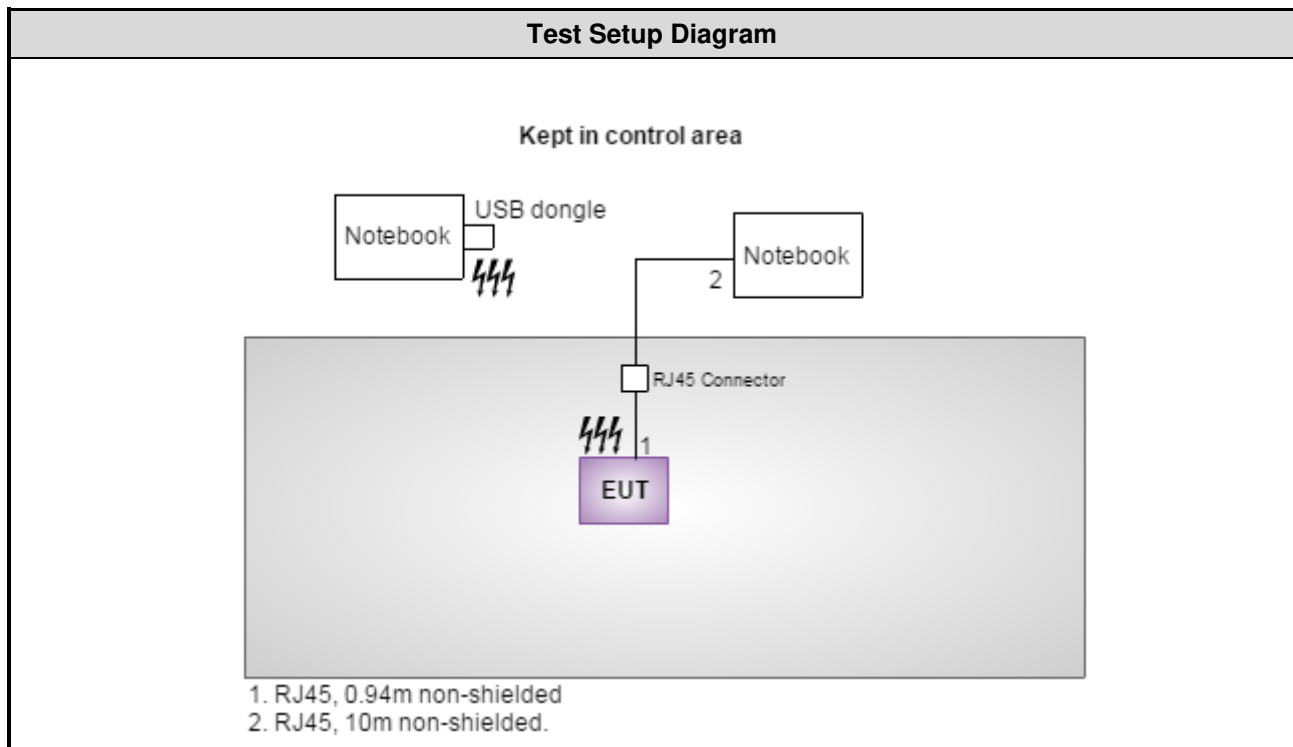 Test Setup Diagram
Kept in control area
USB dongle
Notebook
Notebook
2
RJ45 Connector
1
EUT
1. RJ45, 0.94m non-shielded
2. RJ45, 10m non-shielded.